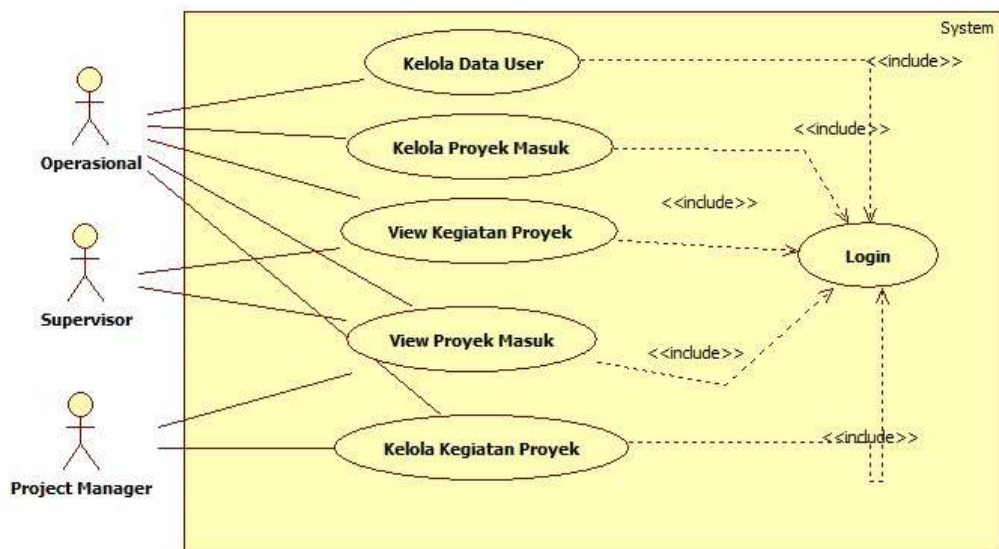 System
Kelola Data User
<<include>>
Operasional
Kelola Proyek Masuk
<<include>>
View Kegiatan Proyek
<<include>>
Login
Supervisor
View Proyek Masuk
<<include>>
Project Manager
Kelola Kegiatan Proyek
<<include>>